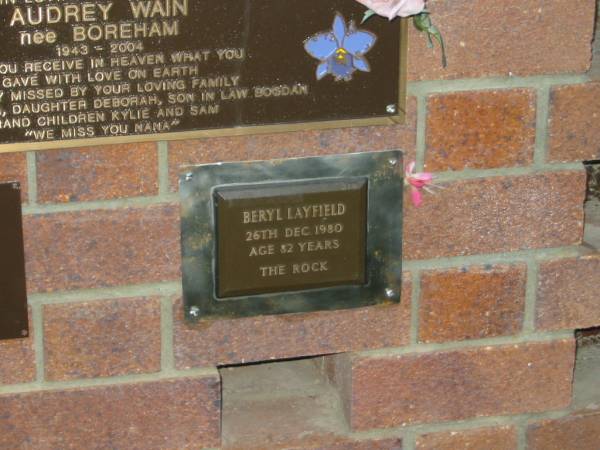 AUDREY WAIN
nee BOREHAM
1943 - 2004
YOU RECEIVE IN HEAVEN WHAT YOU
GAVE WITH LOVE ON EARTH
MISSED BY YOUR LOVING FAMILY
DAUGHTER DEBORAH, SON IN LAW BOGDAN
GRAND CHILDREN KYLIE AND SAM
"WE MISS YOU NANA"
BERYL LAYFIELD
26TH DEC. 1980
AGE 82 YEARS
THE ROCK